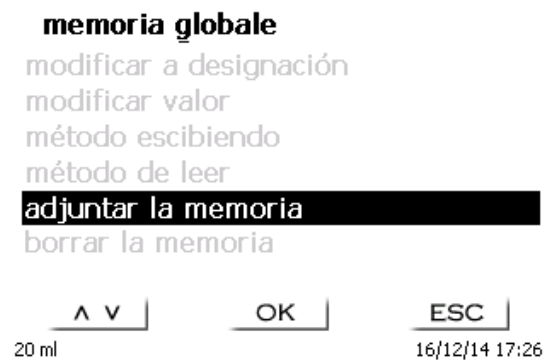 memoria globale
modificar a designación
modificar valor
método escibiendo
método de leer
adjuntar la memoria
borrar la memoria
∧ ∨ OK ESC
20 ml 16/12/14 17:26